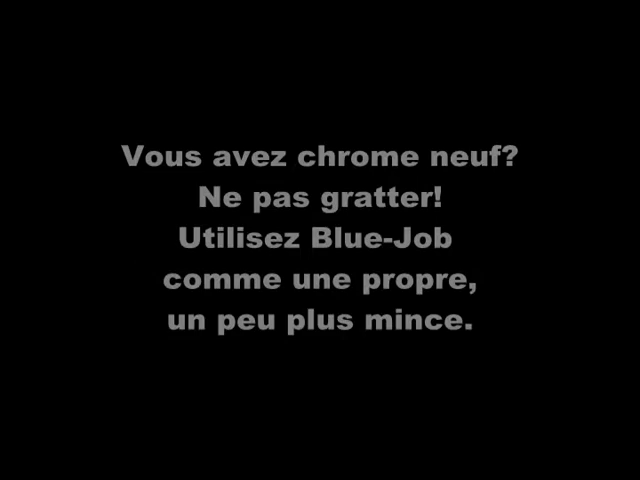 Vous avez chrome neuf?
Ne pas gratter!
Utilisez Blue-Job
comme une propre,
un peu plus mince.